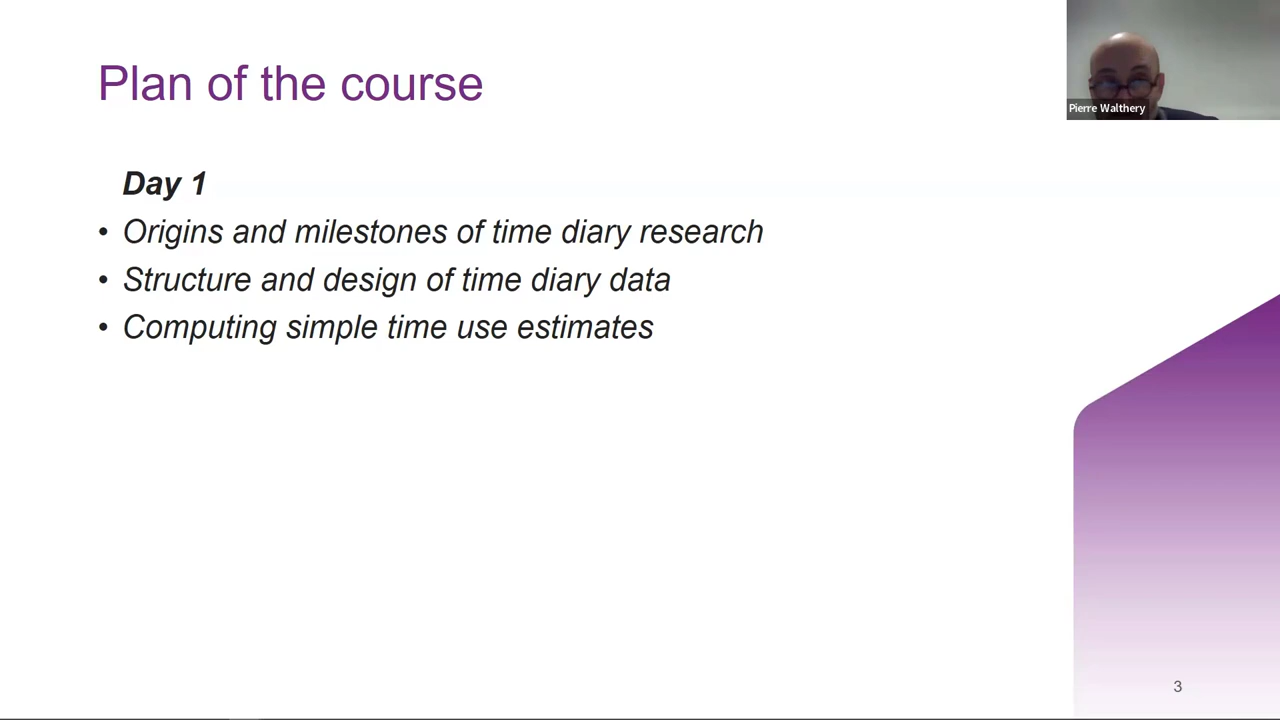 Plan of the course
Pierre Walthery
Day 1
• Origins and milestones of time diary research
• Structure and design of time diary data
• Computing simple time use estimates
3